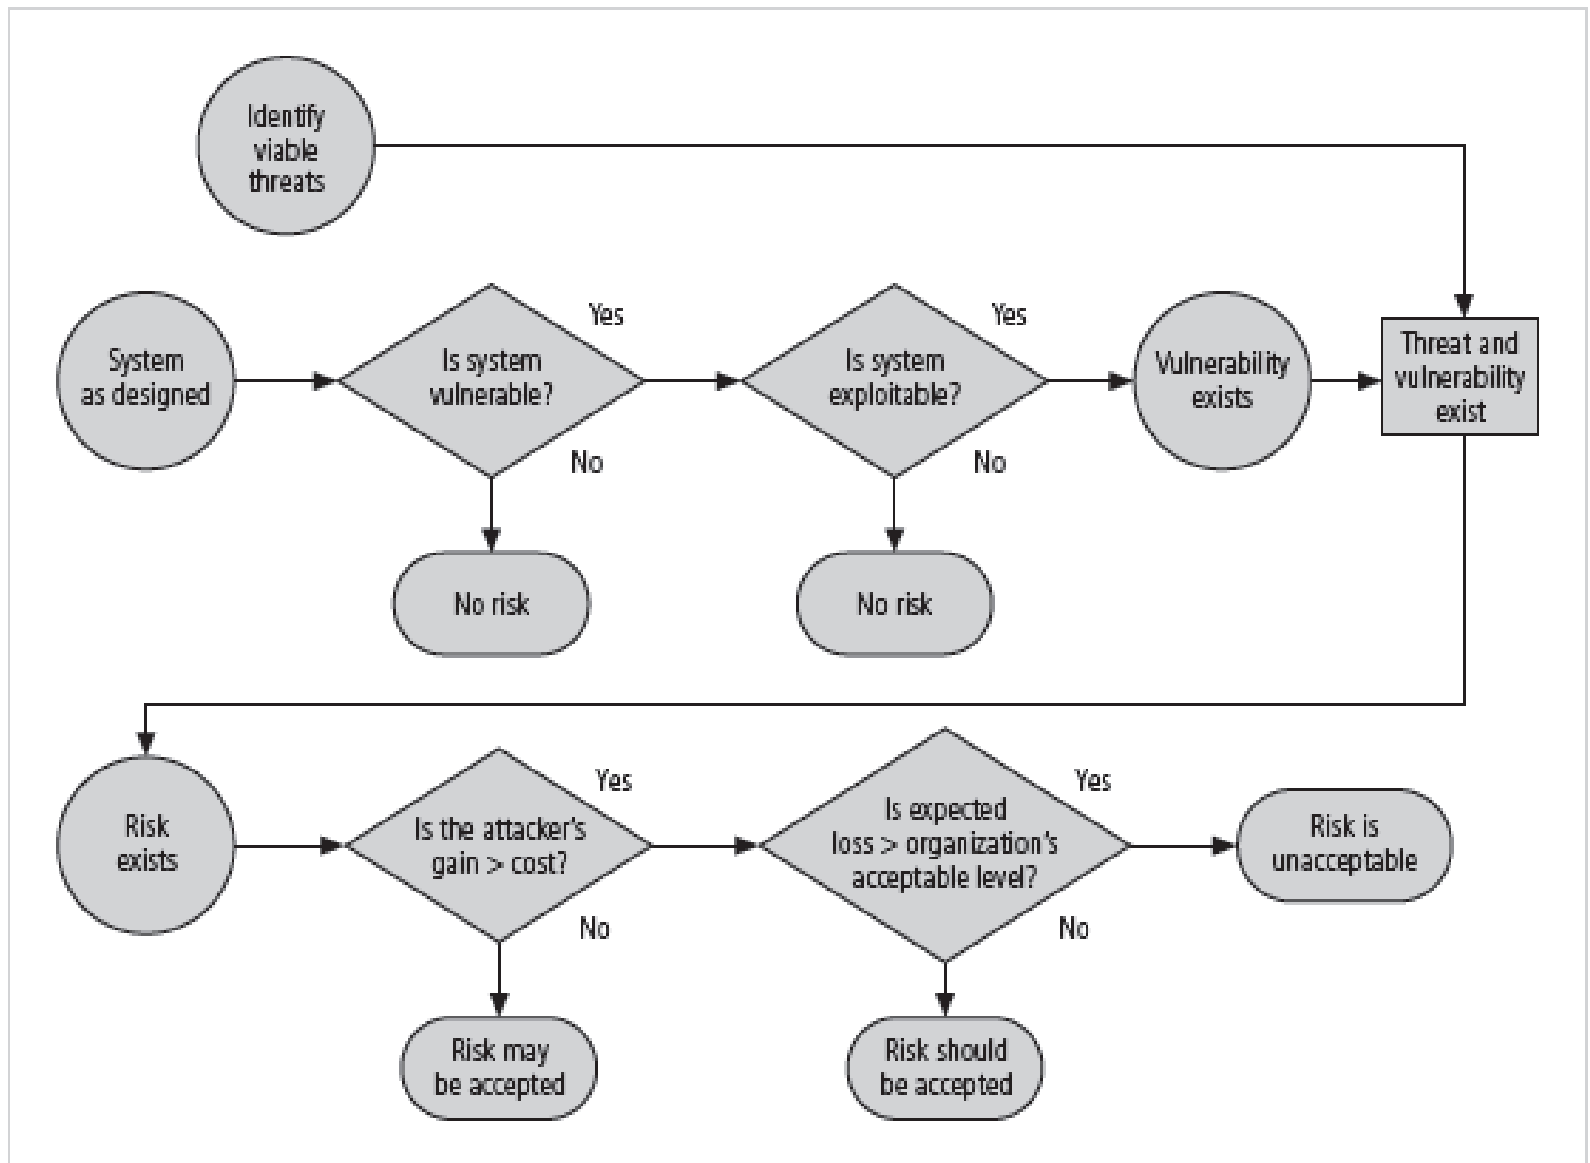 Identify
viable
threats
System
as designed
Is system
vulnerable?
Yes
No
No risk
Is system
exploitable?
Yes
No
No risk
Vulnerability
exists
Threat and
vulnerability
exist
Risk
exists
Is the attacker's
gain > cost?
Yes
No
Risk may
be accepted
Is expected
loss > organization's
acceptable level?
Yes
No
Risk should
be accepted
Risk is
unacceptable